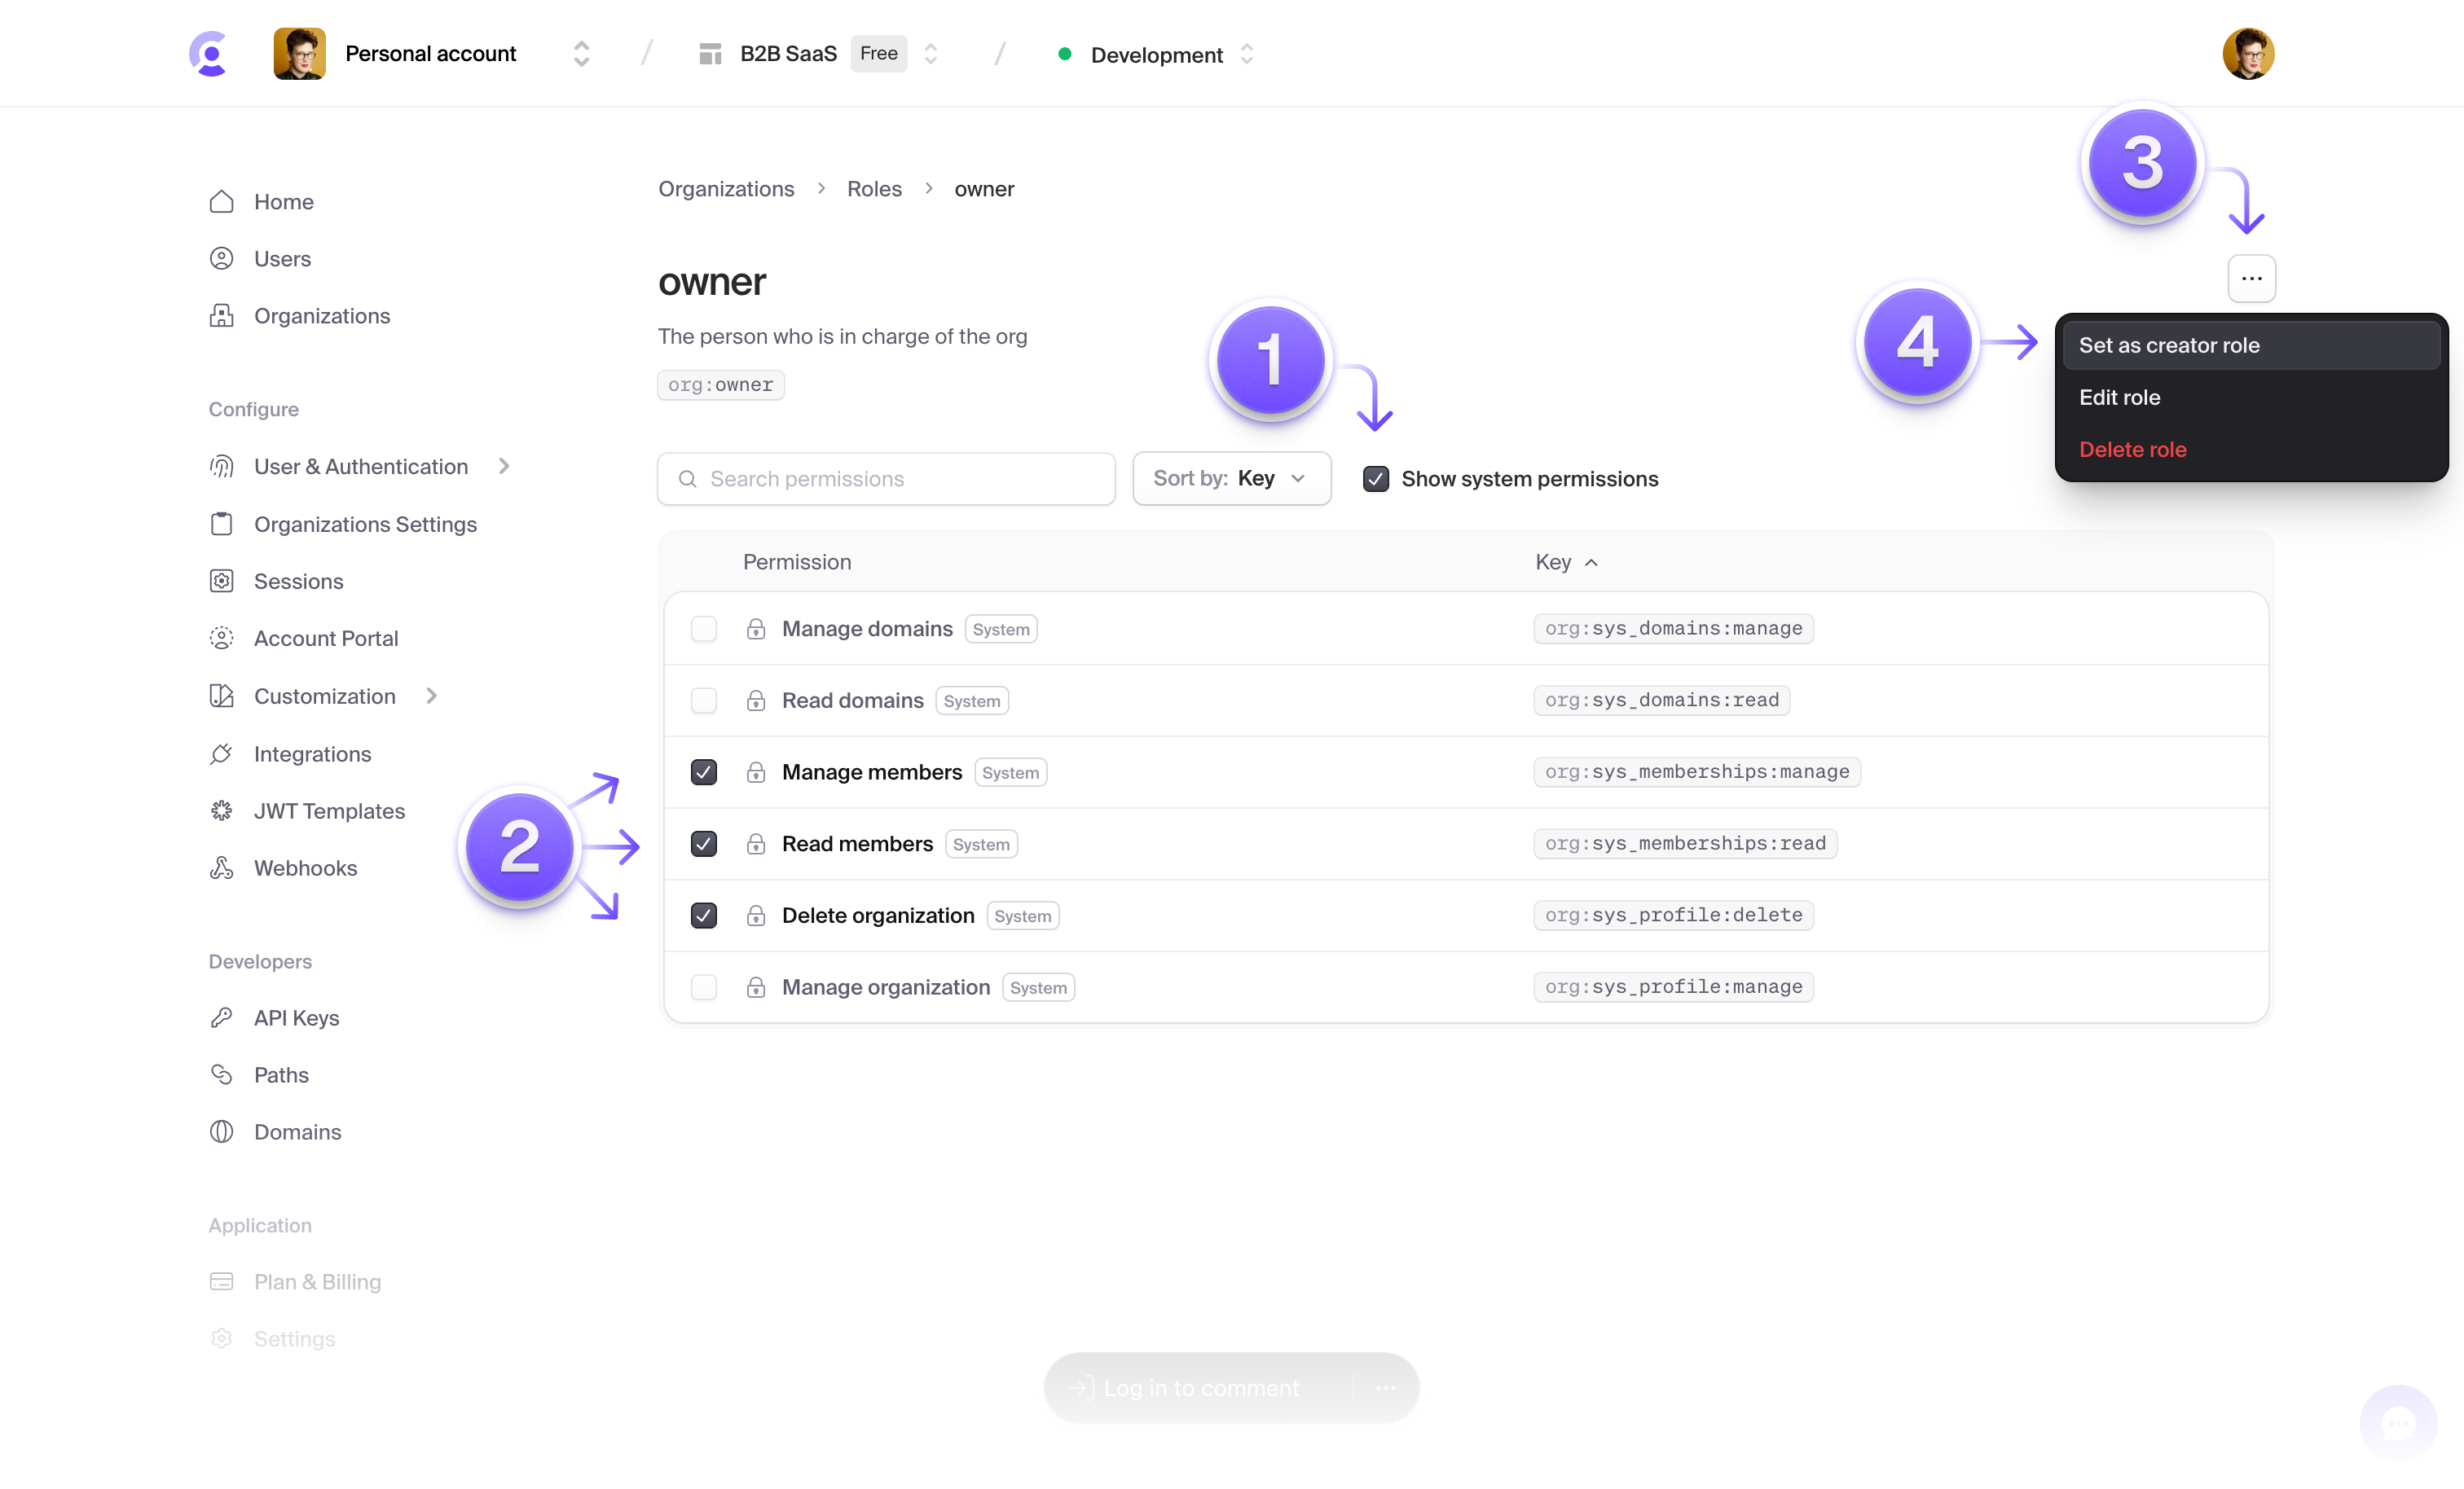 Personal account / B2B SaaS Free / Development
Home
Users
Organizations
Configure
User & Authentication
Organizations Settings
Sessions
Account Portal
Customization
Integrations
JWT Templates
Webhooks
Developers
API Keys
Paths
Domains
Application
Plan & Billing
Settings
Organizations > Roles > owner
owner
The person who is in charge of the org
org:owner
1
2
3
4
Set as creator role
Edit role
Delete role
Search permissions
Sort by: Key
Show system permissions
Permission Key
Manage domains System org:sys_domains:manage
Read domains System org:sys_domains:read
Manage members System org:sys_memberships:manage
Read members System org:sys_memberships:read
Delete organization System org:sys_profile:delete
Manage organization System org:sys_profile:manage
Log in to comment